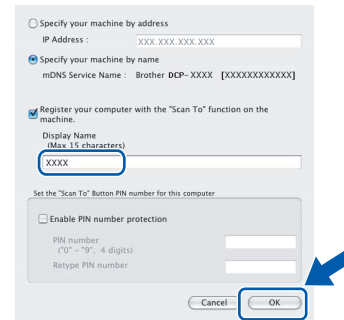 Specify your machine by address
IP Address : XXX.XXX.XXX.XXX
Specify your machine by name
mDNS Service Name : Brother DCP-XXXX [XXXXXXXXXXXX]
Register your computer with the "Scan To" function on the
machine.
Display Name
(Max 15 characters)
XXXX
Set the "Scan To" Button PIN number for this computer
Enable PIN number protection
PIN number
("0" - "9", 4 digits)
Retype PIN number
Cancel OK